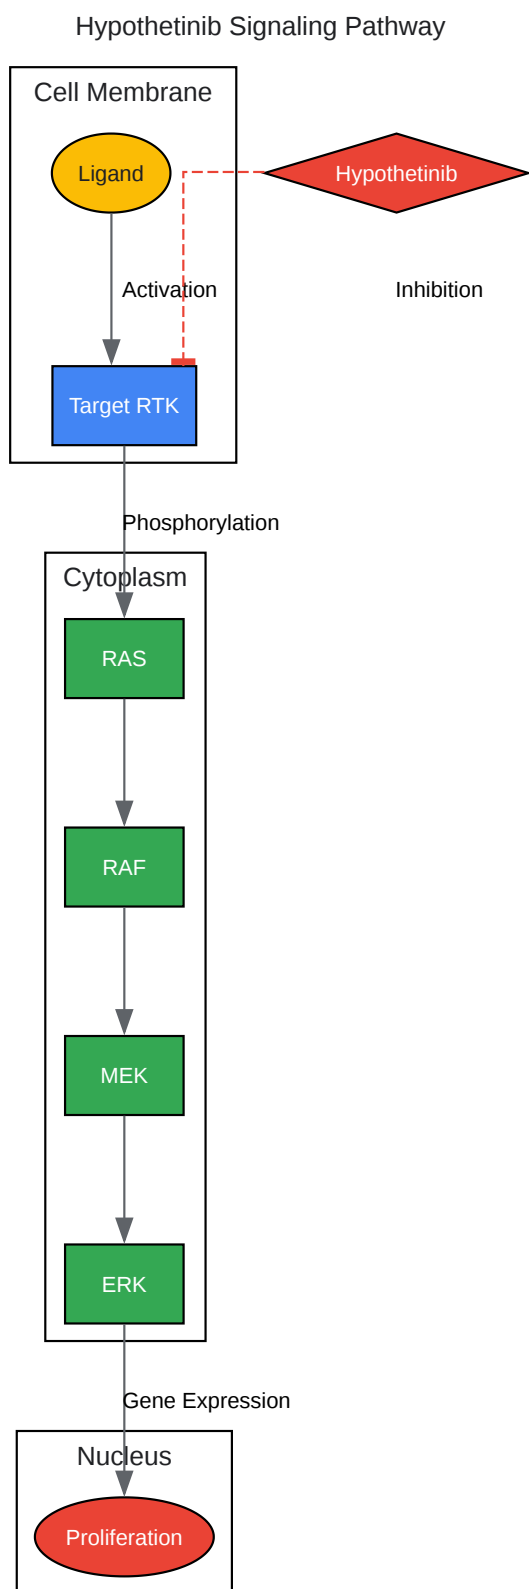 Hypothetinib Signaling Pathway
Cell Membrane
Ligand
Hypothetinib
Activation
Inhibition
Target RTK
Phosphorylation
Cytoplasm
RAS
RAF
MEK
ERK
Gene Expression
Nucleus
Proliferation